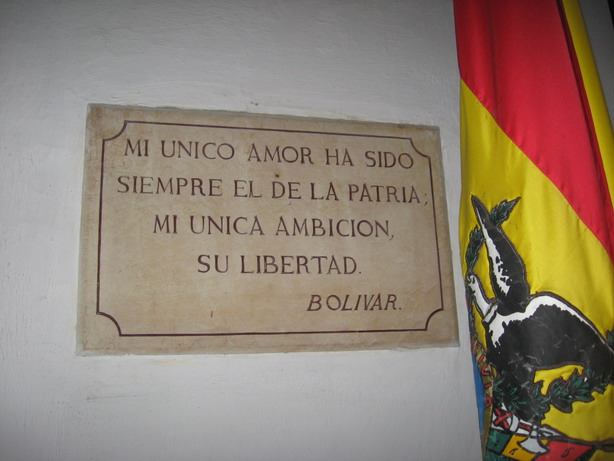 MI UNICO AMOR HA SIDO
SIEMPRE EL DE LA PATRIA;
MI UNICA AMBICION,
SU LIBERTAD.
BOLIVAR.